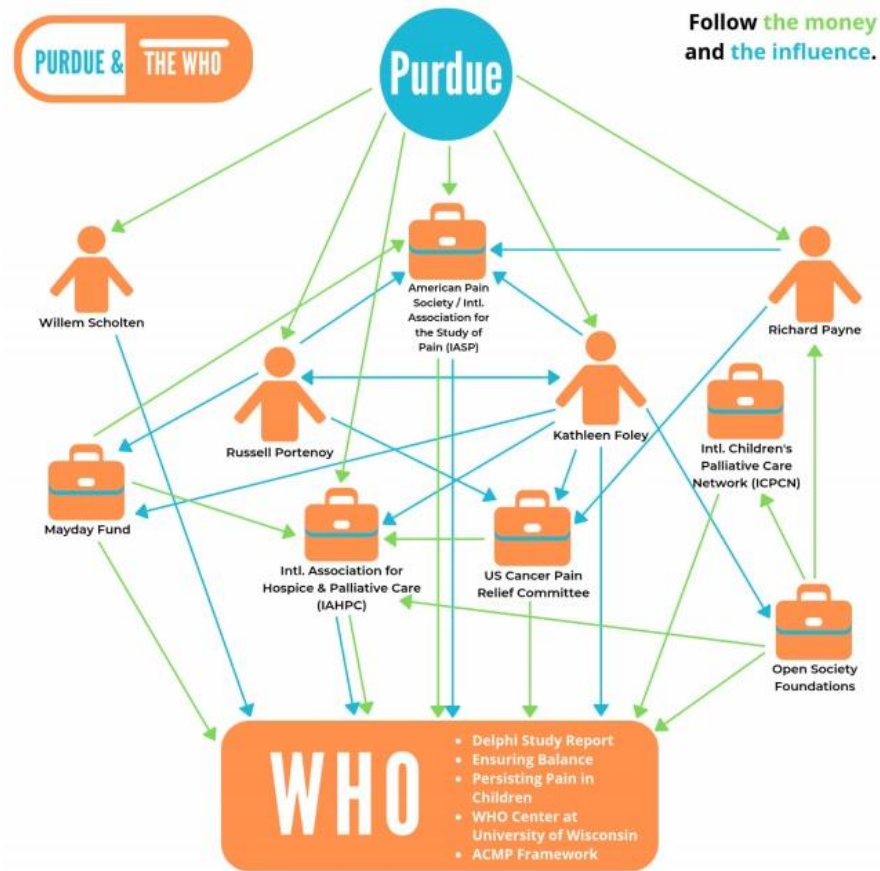 PURDUE & THE WHO
Purdue
Follow the money
and the influence.
Willem Scholten
American Pain
Society / Intl.
Association for
the Study of
Pain (IASP)
Richard Payne
Russell Portenoy
Kathleen Foley
Intl. Children's
Palliative Care
Network (ICPCN)
Mayday Fund
Intl. Association for
Hospice & Palliative Care
(IAHPC)
US Cancer Pain
Relief Committee
Open Society
Foundations
WHO
• Delphi Study Report
• Ensuring Balance
• Persisting Pain in
Children
• WHO Center at
University of Wisconsin
• ACMP Framework